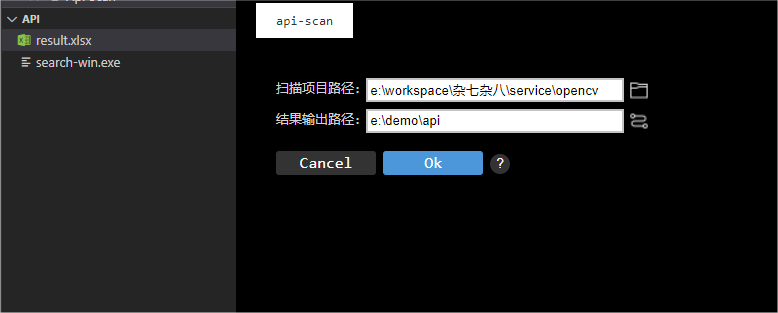 API
result.xlsx
search-win.exe
api-scan
扫描项目路径: e:\workspace\杂七杂八\service\opencv
结果输出路径: e:\demo\api
Cancel Ok ?